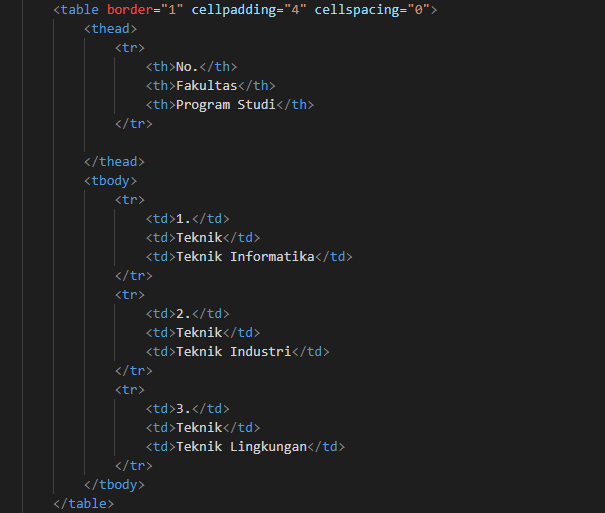 <table border="1" cellpadding="4" cellspacing="0">
<thead>
<tr>
<th>No.</th>
<th>Fakultas</th>
<th>Program Studi</th>
</tr>
</thead>
<tbody>
<tr>
<td>1.</td>
<td>Teknik</td>
<td>Teknik Informatika</td>
</tr>
<tr>
<td>2.</td>
<td>Teknik</td>
<td>Teknik Industri</td>
</tr>
<tr>
<td>3.</td>
<td>Teknik</td>
<td>Teknik Lingkungan</td>
</tr>
</tbody>
</table>